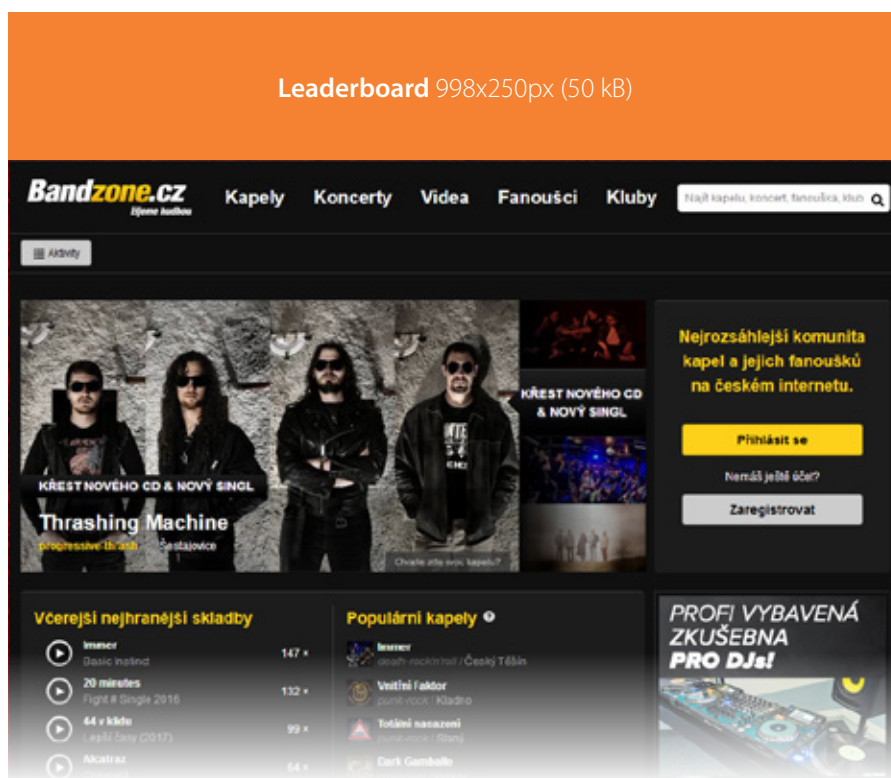 Leaderboard 998x250px (50 kB)
Bandzone.cz
žijeme hudbou
Kapely Koncerty Videa Fanoušci Kluby
Najít kapelu, koncert, fanouška, klub
Aktivity
KŘEST NOVÉHO CD & NOVÝ SINGL
Thrashing Machine
progressive-thrash Šestajovice
Chcete zde svou kapelu?
KŘEST NOVÉHO CD
& NOVÝ SINGL
Nejrozsáhlejší komunita
kapel a jejich fanoušků
na českém internetu.
Přihlásit se
Nemáš ještě účet?
Zaregistrovat
Včerejší nejhranější skladby
Immer 147 ×
Basic Instinct
20 minutes 132 ×
Fight # Single 2016
44 v klidu 99 ×
Lepší časy (2017)
Alcatraz 64 ×
Populární kapely
Immer
death-rock'n'roll / Český Těšín
Vnitřní Faktor
punk-rock / Kladno
Totální nasazení
punk-rock / Slaný
Dark Gamballe
PROFI VYBAVENÁ
ZKUŠEBNA
PRO DJs!